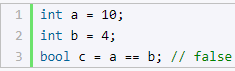 1 int a = 10;
2 int b = 4;
3 bool c = a == b; // false